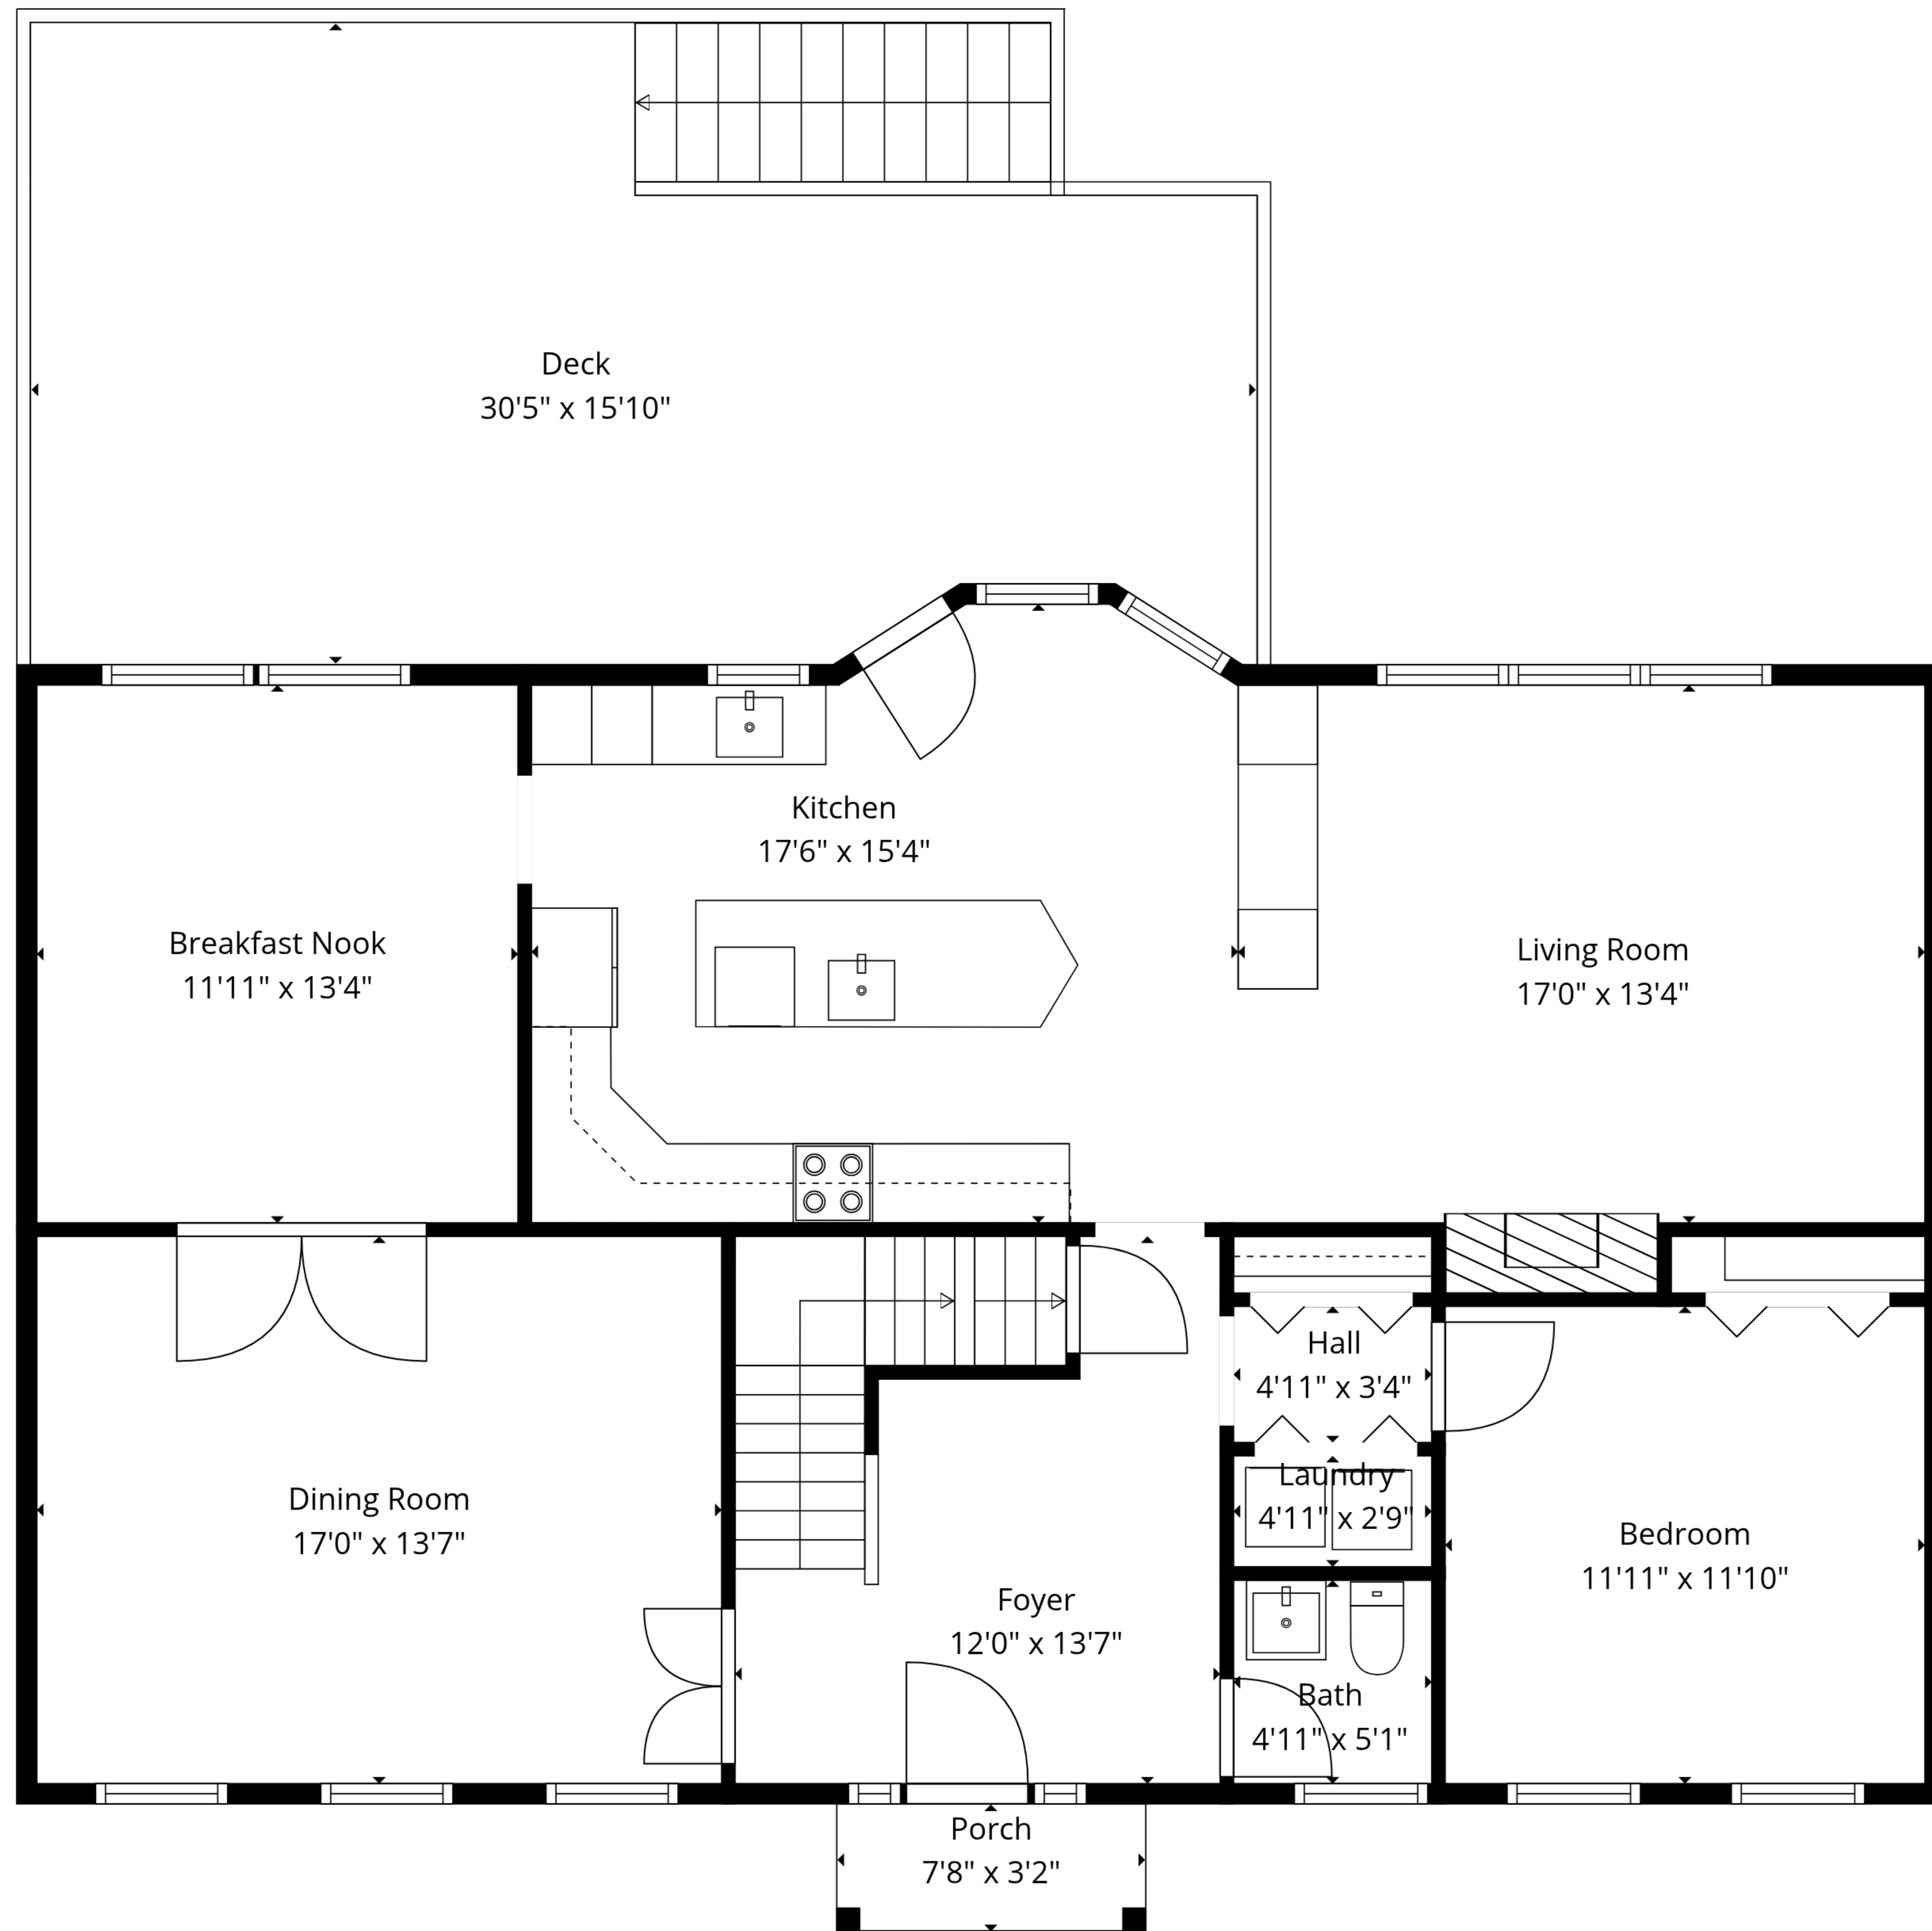 Deck
30'5" x 15'10"
Kitchen
17'6" x 15'4"
Breakfast Nook
11'11" x 13'4"
Living Room
17'0" x 13'4"
Hall
4'11" x 3'4"
Laundry
4'11" x 2'9"
Dining Room
17'0" x 13'7"
Bedroom
11'11" x 11'10"
Foyer
12'0" x 13'7"
Bath
4'11" x 5'1"
Porch
7'8" x 3'2"